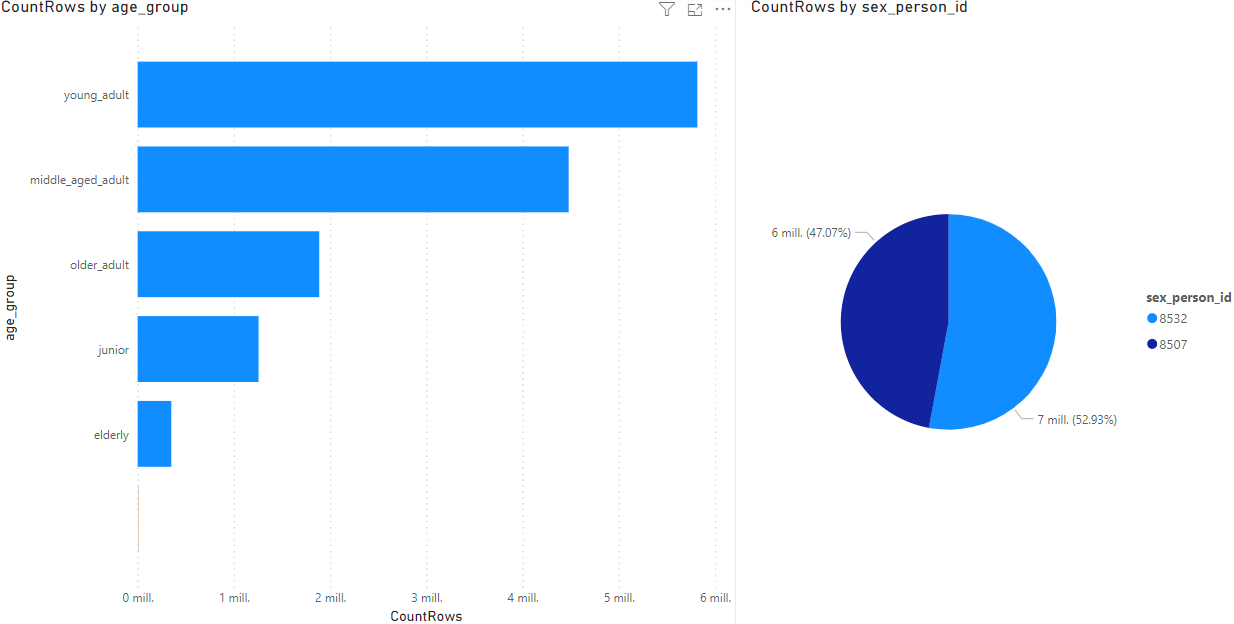 CountRows by age_group
young_adult
middle_aged_adult
older_adult
junior
elderly
age_group
0 mill.
1 mill.
2 mill.
3 mill.
4 mill.
5 mill.
6 mill.
CountRows
CountRows by sex_person_id
6 mill. (47.07%)
7 mill. (52.93%)
sex_person_id
8532
8507